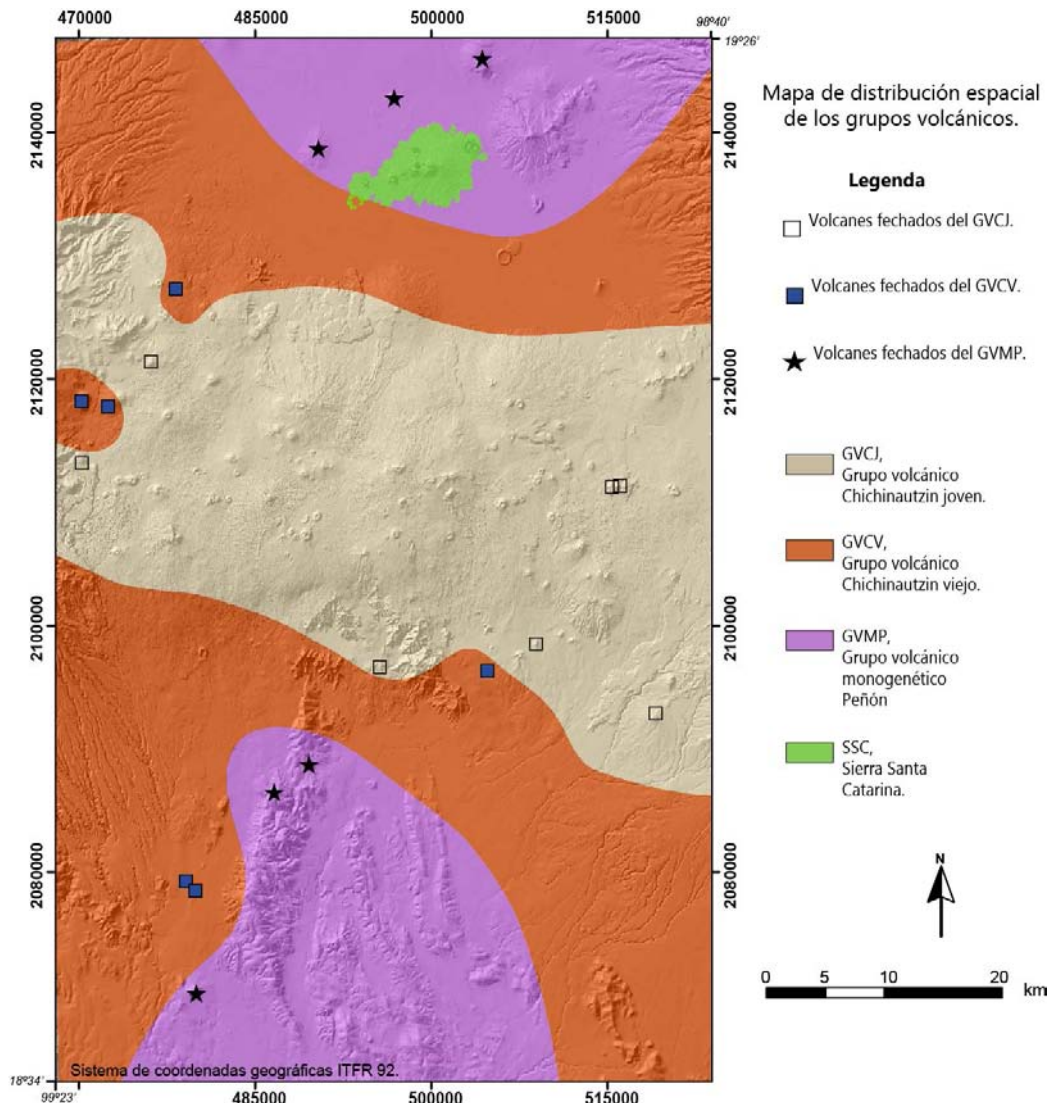 470000 485000 500000 515000 98º40'
19º26'
2140000
2120000
2100000
2080000
2140000
2120000
2100000
2080000
Sistema de coordenadas geográficas ITFR 92.
18º34'
99º23' 485000 500000 515000
Mapa de distribución espacial
de los grupos volcánicos.
Legenda
Volcanes fechados del GVCJ.
Volcanes fechados del GVCV.
Volcanes fechados del GVMP.
GVCJ,
Grupo volcánico
Chichinautzin joven.
GVCV,
Grupo volcánico
Chichinautzin viejo.
GVMP,
Grupo volcánico
monogenético
Peñón
SSC,
Sierra Santa
Catarina.
N
0 5 10 20
km